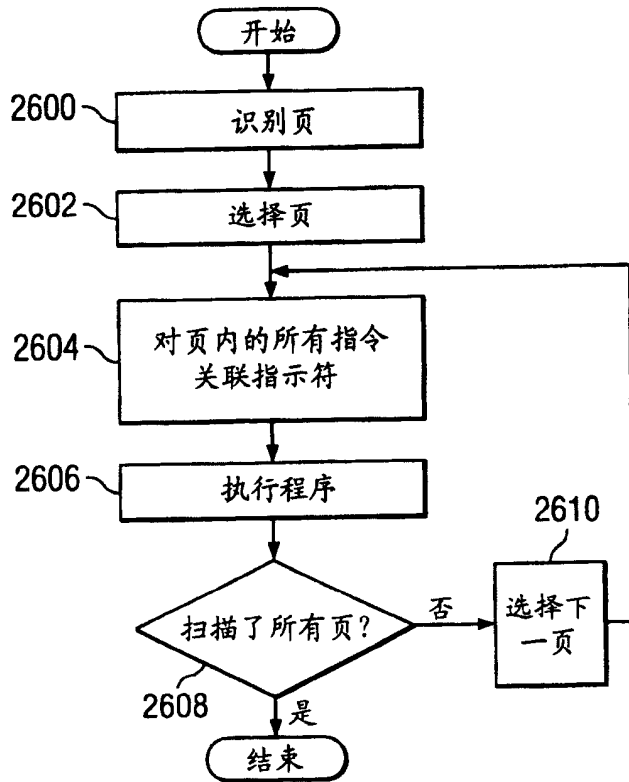 开始
2600
识别页
2602
选择页
2604
对页内的所有指令
关联指示符
2606
执行程序
2610
扫描了所有页?
否
选择下
一页
2608
是
结束